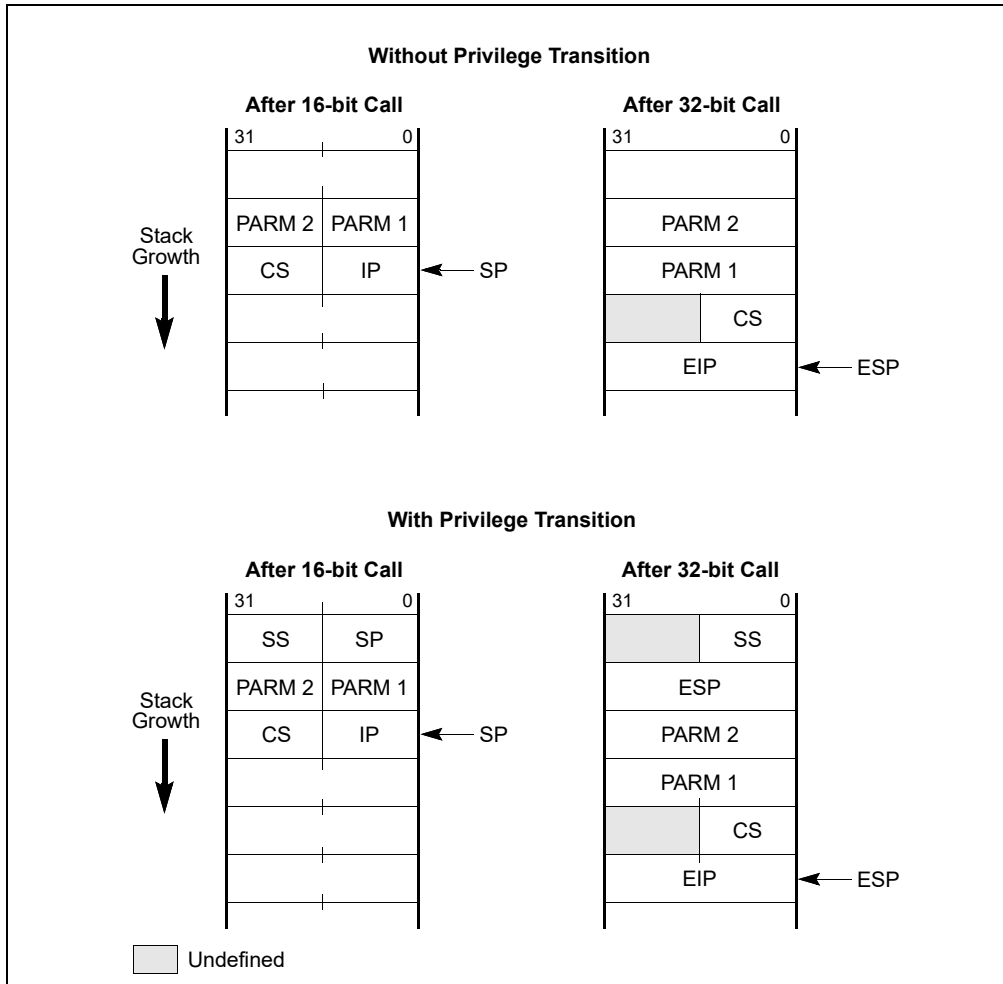 Without Privilege Transition
After 16-bit Call
After 32-bit Call
31 0
31 0
PARM 2 PARM 1
PARM 2
Stack
Growth
CS IP
SP
PARM 1
CS
EIP
ESP
With Privilege Transition
After 16-bit Call
After 32-bit Call
31 0
31 0
SS SP
SS
PARM 2 PARM 1
ESP
Stack
Growth
CS IP
SP
PARM 2
PARM 1
CS
EIP
ESP
Undefined